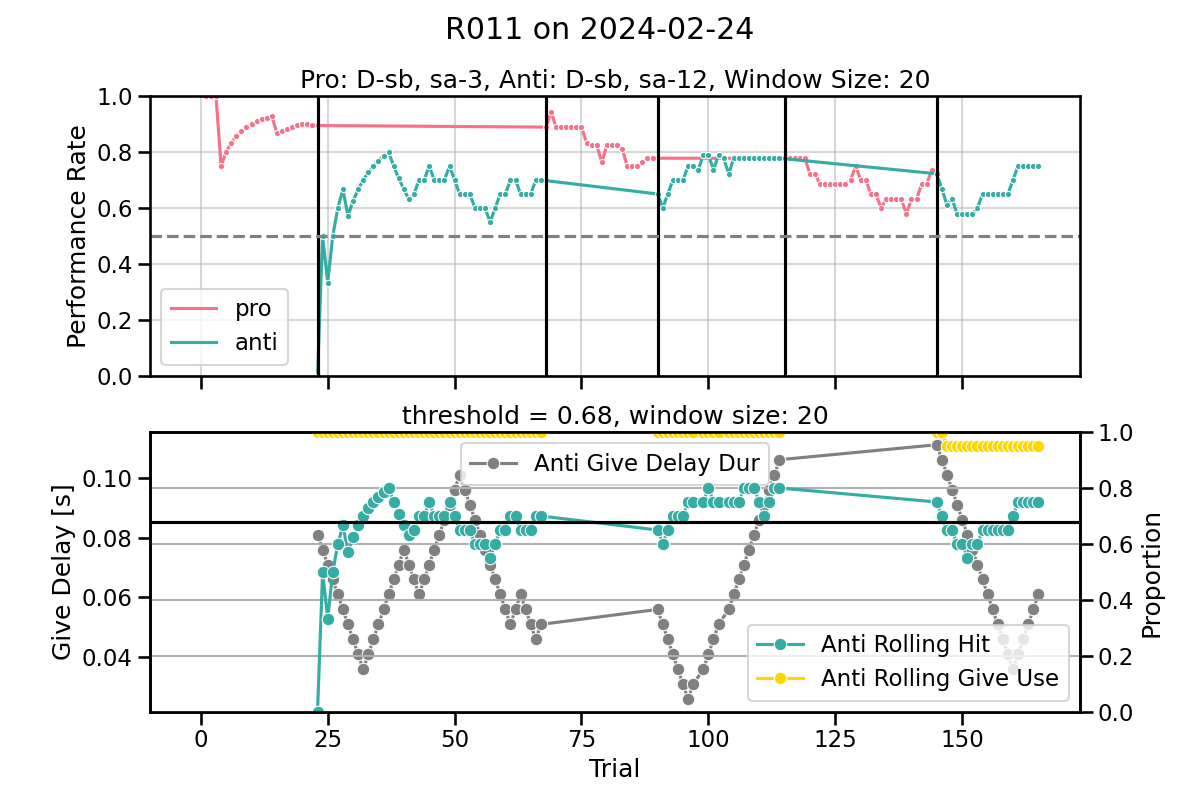 R011 on 2024-02-24
Pro: D-sb, sa-3, Anti: D-sb, sa-12, Window Size: 20
1.0
0.8
0.6
0.4
0.2
0.0
Performance Rate
pro
anti
threshold = 0.68, window size: 20
Anti Give Delay Dur
0.10
0.08
0.06
0.04
Give Delay [s]
1.0
0.8
0.6
0.4
0.2
0.0
Proportion
Anti Rolling Hit
Anti Rolling Give Use
0 25 50 75 100 125 150
Trial